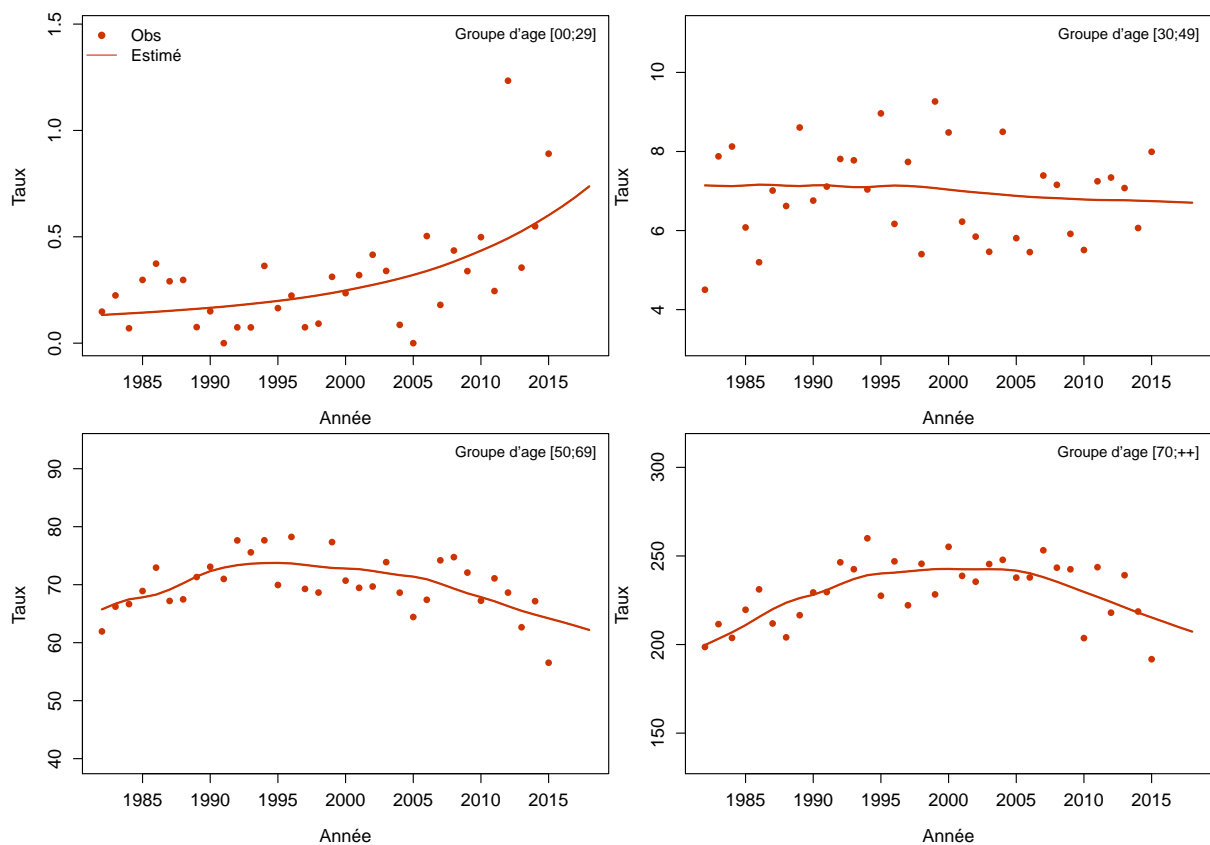 Groupe d'age [00;29]
Obs
Estimé
Taux
0.0
0.5
1.0
1.5
1985 1990 1995 2000 2005 2010 2015
Année
Groupe d'age [30;49]
Taux
4
6
8
10
1985 1990 1995 2000 2005 2010 2015
Année
Groupe d'age [50;69]
Taux
40
50
60
70
80
90
1985 1990 1995 2000 2005 2010 2015
Année
Groupe d'age [70;++]
Taux
150
200
250
300
1985 1990 1995 2000 2005 2010 2015
Année